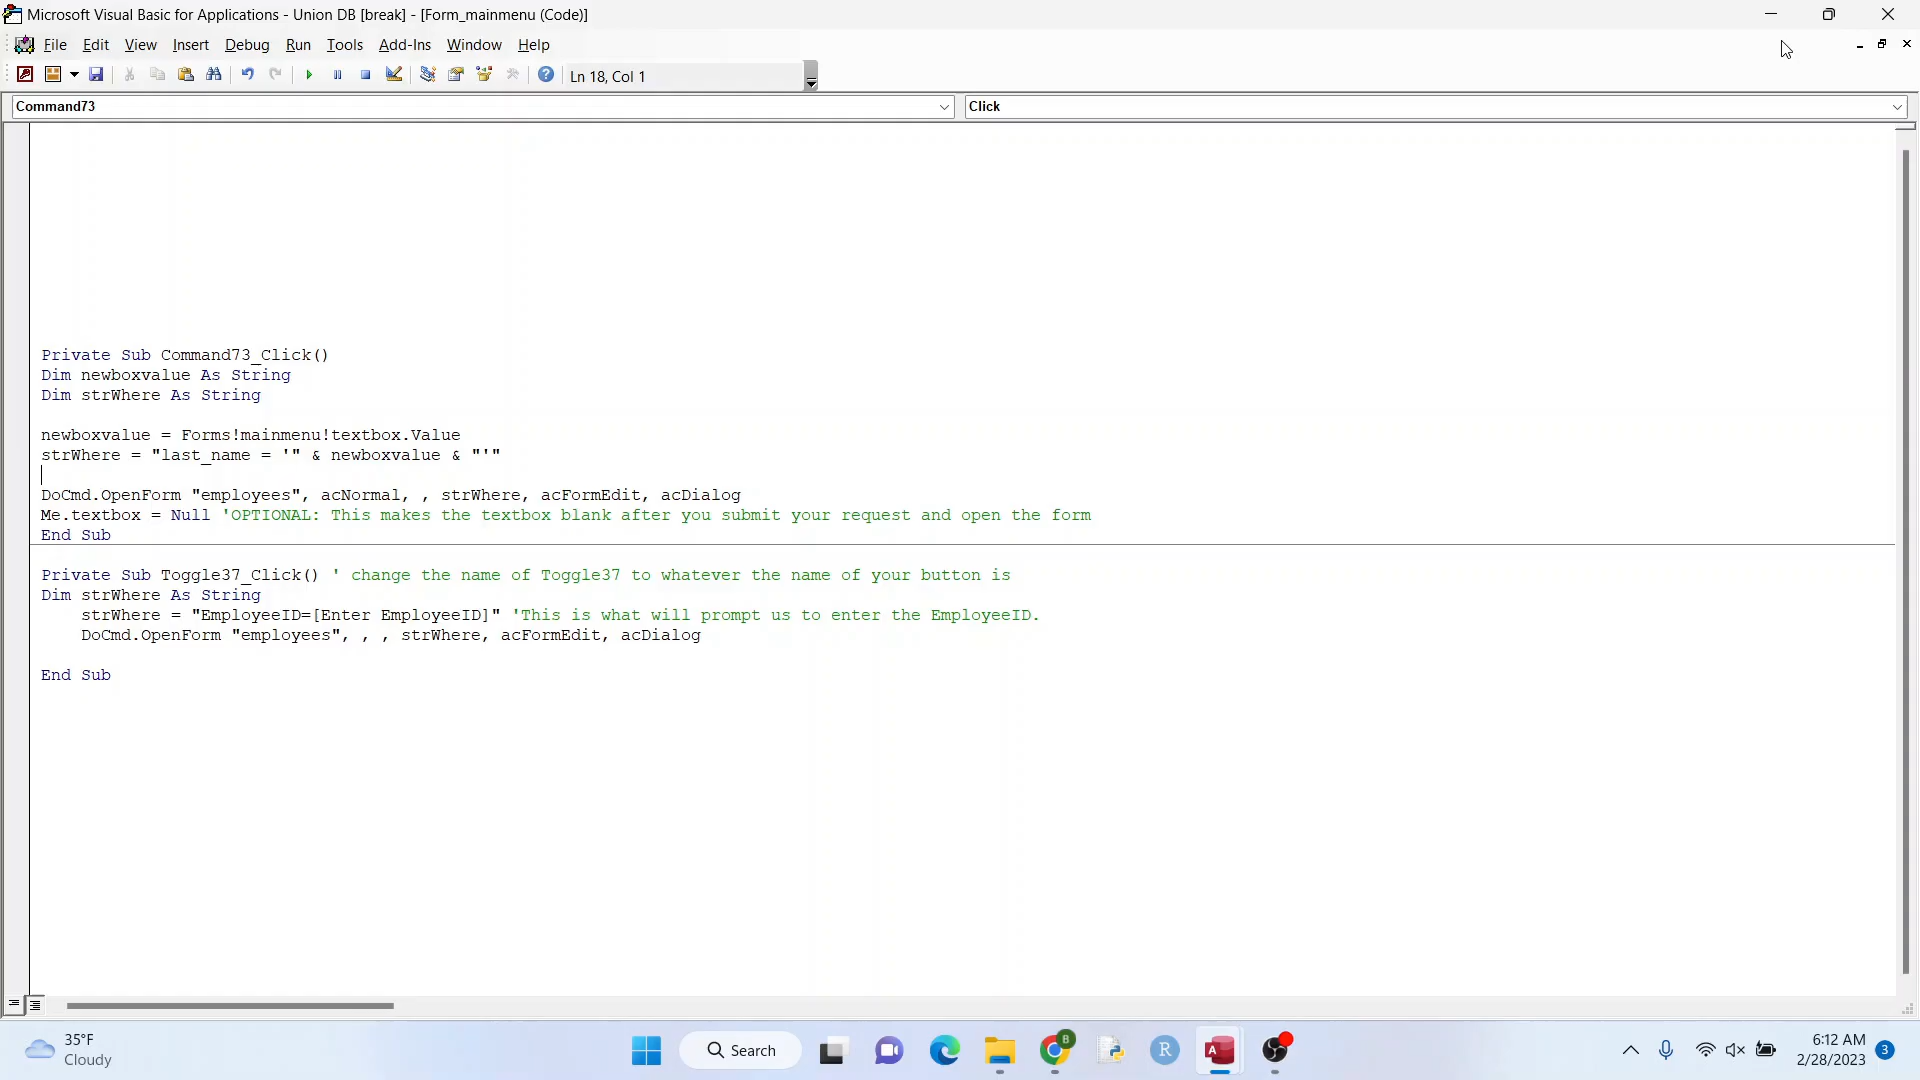 Microsoft Visual Basic for Applications - Union DB [break] - [Form_mainmenu (Code)]
File Edit View Insert Debug Run Tools Add-Ins Window Help
Ln 18, Col 1
Command73
Click
Private Sub Command73_Click()
Dim newboxvalue As String
Dim strWhere As String
newboxvalue = Forms!mainmenu!textbox.Value
strWhere = "last_name = '" & newboxvalue & "'"
DoCmd.OpenForm "employees", acNormal, , strWhere, acFormEdit, acDialog
Me.textbox = Null 'OPTIONAL: This makes the textbox blank after you submit your request and open the form
End Sub
Private Sub Toggle37_Click() ' change the name of Toggle37 to whatever the name of your button is
Dim strWhere As String
strWhere = "EmployeeID=[Enter EmployeeID]" 'This is what will prompt us to enter the EmployeeID.
DoCmd.OpenForm "employees", , , strWhere, acFormEdit, acDialog
End Sub
35°F
Cloudy
Search
B
R
A
6:12 AM
2/28/2023
3